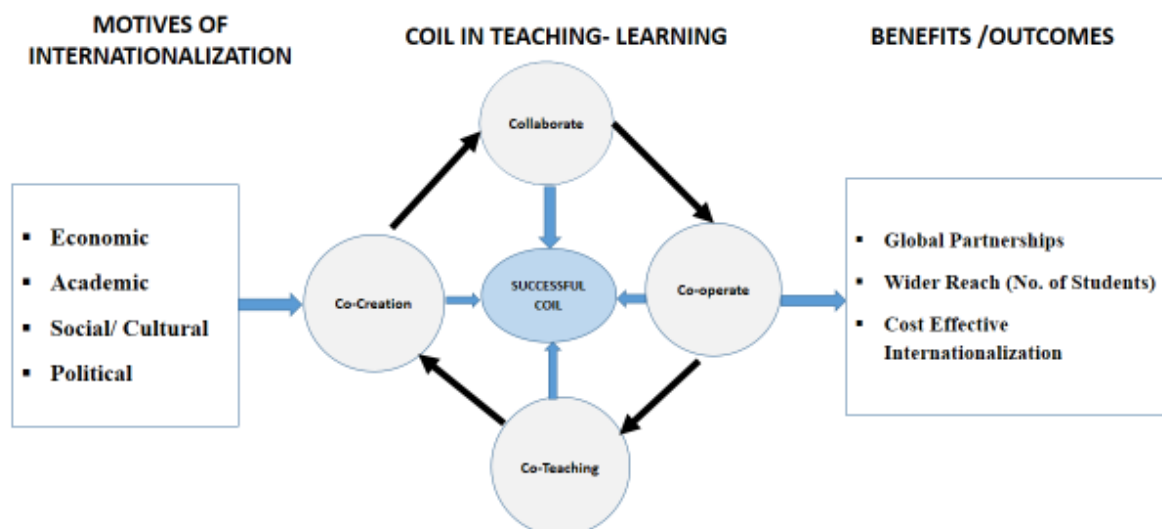 MOTIVES OF
INTERNATIONALIZATION
COIL IN TEACHING- LEARNING
BENEFITS /OUTCOMES
▪ Economic
▪ Academic
▪ Social/ Cultural
▪ Political
Collaborate
Co-Creation
SUCCESSFUL
COIL
Co-operate
Co-Teaching
▪ Global Partnerships
▪ Wider Reach (No. of Students)
▪ Cost Effective
Internationalization